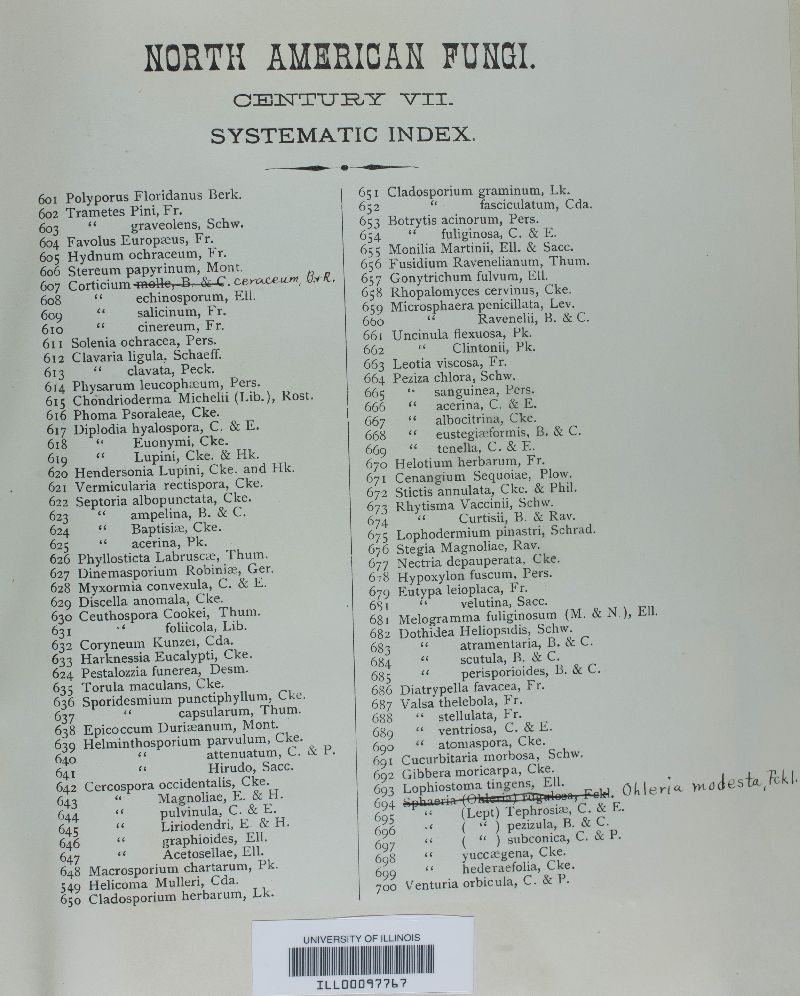 NORTH AMERICAN FUNGI.
CENTURY VII.
SYSTEMATIC INDEX.
601 Polyporus Floridanus Berk.
602 Trametes Pini, Fr.
603 “ graveolens, Schw.
604 Favolus Europæus, Fr.
605 Hydnum ochraceum, Fr.
606 Stereum papyrinum, Mont.
607 Corticium molle, B. & C. ceraceum, B & R.
608 “ echinosporum, Ell.
609 “ salicinum, Fr.
610 “ cinereum, Fr.
611 Solenia ochracea, Pers.
612 Clavaria ligula, Schaeff.
613 “ clavata, Peck.
614 Physarum leucophæum, Pers.
615 Chondrioderma Michelii (Lib.), Rost.
616 Phoma Psoraleae, Cke.
617 Diplodia hyalospora, C. & E.
618 “ Euonymi, Cke.
619 “ Lupini, Cke. & Hk.
620 Hendersonia Lupini, Cke. and Hk.
621 Vermicularia rectispora, Cke.
622 Septoria albopunctata, Cke.
623 “ ampelina, B. & C.
624 “ Baptisiæ, Cke.
625 “ acerina, Pk.
626 Phyllosticta Labruscæ, Thum.
627 Dinemasporium Robiniæ, Ger.
628 Myxormia convexula, C. & E.
629 Discella anomala, Cke.
630 Ceuthospora Cookei, Thum.
631 “ foliicola, Lib.
632 Coryneum Kunzei, Cda.
633 Harknessia Eucalypti, Cke.
624 Pestalozzia funerea, Desm.
635 Torula maculans, Cke.
636 Sporidesmium punctiphyllum, Cke.
637 “ capsularum, Thum.
638 Epicoccum Duriæanum, Mont.
639 Helminthosporium parvulum, Cke.
640 “ attenuatum, C. & P.
641 “ Hirudo, Sacc.
642 Cercospora occidentalis, Cke.
643 “ Magnoliae, E. & H.
644 “ pulvinula, C. & E.
645 “ Liriodendri, E & H.
646 “ graphioides, Ell.
647 “ Acetosellae, Ell.
648 Macrosporium chartarum, Pk.
549 Helicoma Mulleri, Cda.
650 Cladosporium herbarum, Lk.
651 Cladosporium graminum, Lk.
652 “ fasciculatum, Cda.
653 Botrytis acinorum, Pers.
654 “ fuliginosa, C. & E.
655 Monilia Martinii, Ell. & Sacc.
656 Fusidium Ravenelianum, Thum.
657 Gonytrichum fulvum, Ell.
658 Rhopalomyces cervinus, Cke.
659 Microsphaera penicillata, Lev.
660 “ Ravenelii, B. & C.
661 Uncinula flexuosa, Pk.
662 “ Clintonii, Pk.
663 Leotia viscosa, Fr.
664 Peziza chlora, Schw.
665 “ sanguinea, Pers.
666 “ acerina, C. & E.
667 “ albocitrina, Cke.
668 “ eustegiæformis, B. & C.
669 “ tenella, C. & E.
670 Helotium herbarum, Fr.
671 Cenangium Sequoiae, Plow.
672 Stictis annulata, Cke. & Phil.
673 Rhytisma Vaccinii, Schw.
674 “ Curtisii, B. & Rav.
675 Lophodermium pinastri, Schrad.
676 Stegia Magnoliae, Rav.
677 Nectria depauperata, Cke.
678 Hypoxylon fuscum, Pers.
679 Eutypa leioplaca, Fr.
681 “ velutina, Sacc.
681 Melogramma fuliginosum (M. & N.), Ell.
682 Dothidea Heliopsidis, Schw.
683 “ atramentaria, B. & C.
684 “ scutula, B. & C.
685 “ perisporioides, B. & C.
686 Diatrypella favacea, Fr.
687 Valsa thelebola, Fr.
688 “ stellulata, Fr.
689 “ ventriosa, C. & E.
690 “ atomaspora, Cke.
691 Cucurbitaria morbosa, Schw.
692 Gibbera moricarpa, Cke.
693 Lophiostoma tingens, Ell.
694 Sphaeria (Ohleria) rugulosa, Fckl. Ohleria modesta, Fckl.
695 “ (Lept) Tephrosiæ, C. & E.
696 “ ( “ ) pezizula, B. & C.
697 “ ( “ ) subconica, C. & P.
698 “ yuccægena, Cke.
699 “ hederaefolia, Cke.
700 Venturia orbicula, C. & P.
UNIVERSITY OF ILLINOIS
ILL00097767